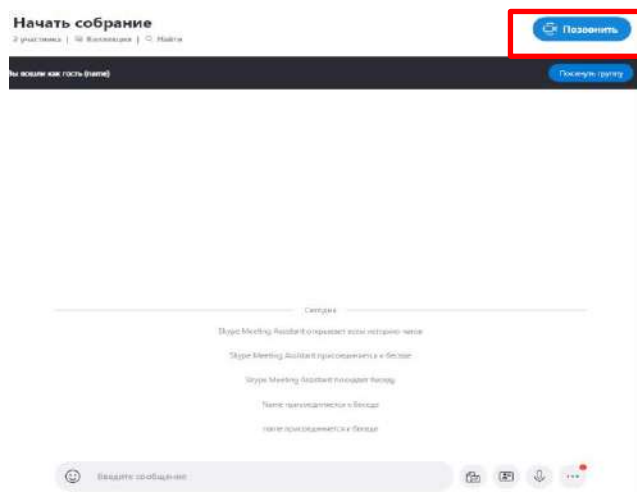 Начать собрание
2 участника | Коллекция | Найти
Позвонить
Вы вошли как гость (name)
Покинуть группу
Сегодня
Skype Meeting Assistant открывает всем историю чатов
Skype Meeting Assistant присоединяется к беседе
Skype Meeting Assistant покидает беседу
Name присоединяется к беседе
name присоединяется к беседе
Введите сообщение